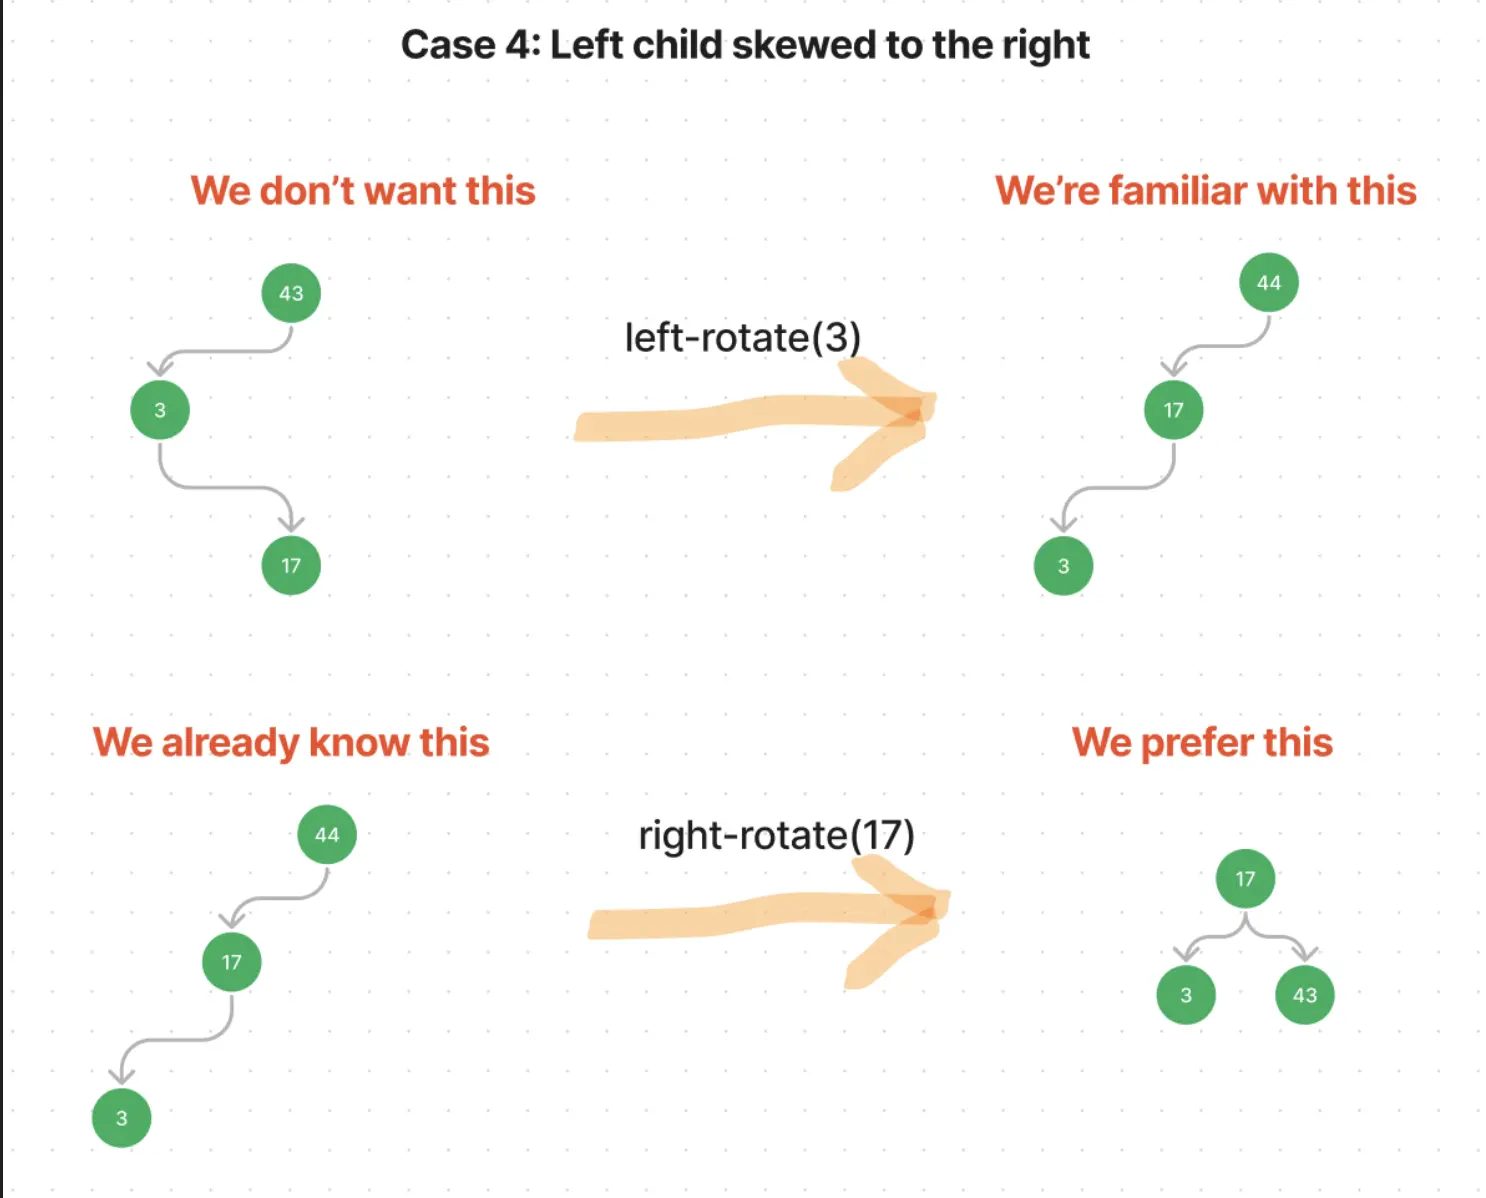 Case 4: Left child skewed to the right
We don’t want this
We’re familiar with this
43
3
17
left-rotate(3)
44
17
3
We already know this
We prefer this
44
17
3
right-rotate(17)
17
3
43